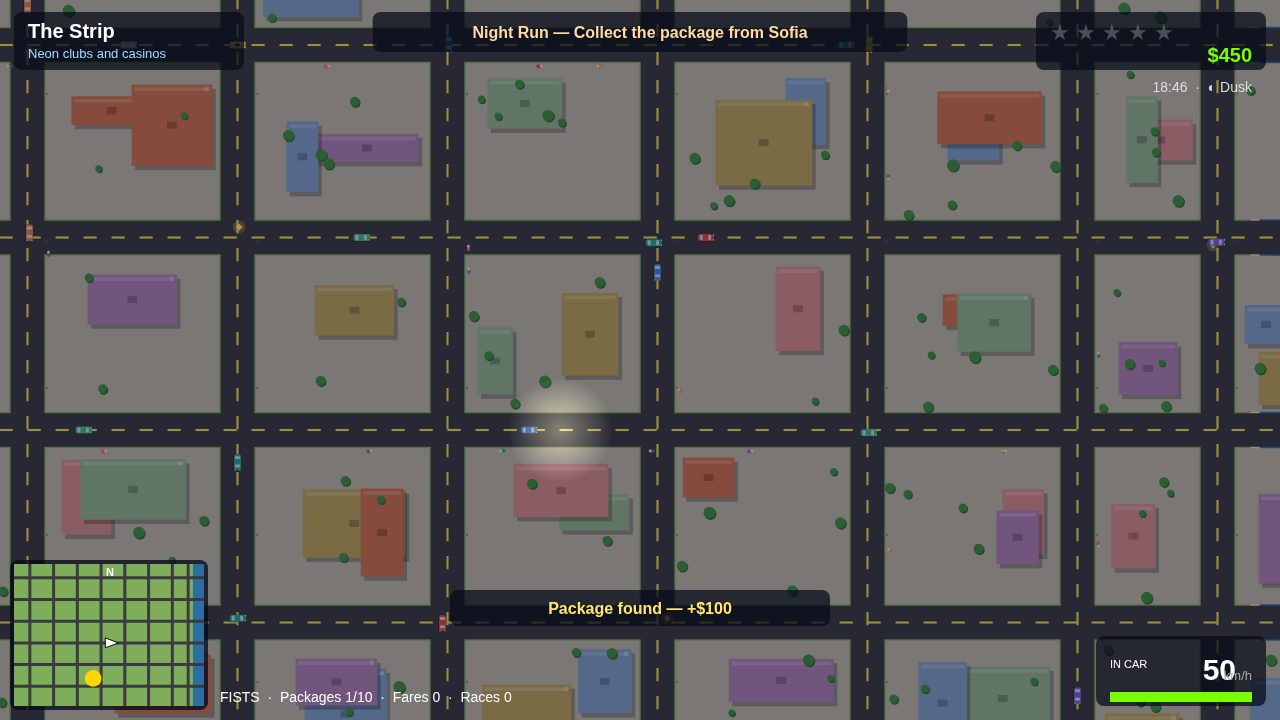 The Strip
Neon clubs and casinos
Night Run — Collect the package from Sofia
★ ★ ★ ★ ★
$450
18:46 · ◐ Dusk
Package found — +$100
N
FISTS · Packages 1/10 · Fares 0 · Races 0
IN CAR
50 km/h